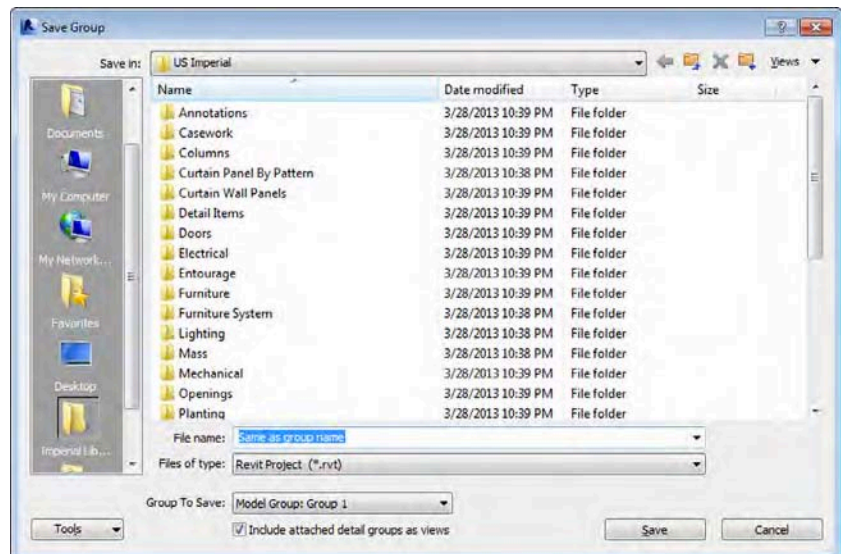 Save Group
Save in: US Imperial Views
Name Date modified Type Size
Annotations 3/28/2013 10:39 PM File folder
Casework 3/28/2013 10:39 PM File folder
Columns 3/28/2013 10:39 PM File folder
Curtain Panel By Pattern 3/28/2013 10:38 PM File folder
Curtain Wall Panels 3/28/2013 10:39 PM File folder
Detail Items 3/28/2013 10:39 PM File folder
Doors 3/28/2013 10:39 PM File folder
Electrical 3/28/2013 10:39 PM File folder
Entourage 3/28/2013 10:39 PM File folder
Furniture 3/28/2013 10:39 PM File folder
Furniture System 3/28/2013 10:38 PM File folder
Lighting 3/28/2013 10:38 PM File folder
Mass 3/28/2013 10:38 PM File folder
Mechanical 3/28/2013 10:39 PM File folder
Openings 3/28/2013 10:39 PM File folder
Planting 3/28/2013 10:39 PM File folder
Documents
My Computer
My Network...
Favorites
Desktop
Imperial Lib...
File name: Same as group name
Files of type: Revit Project (*.rvt)
Group To Save: Model Group: Group 1
Tools Include attached detail groups as views Save Cancel